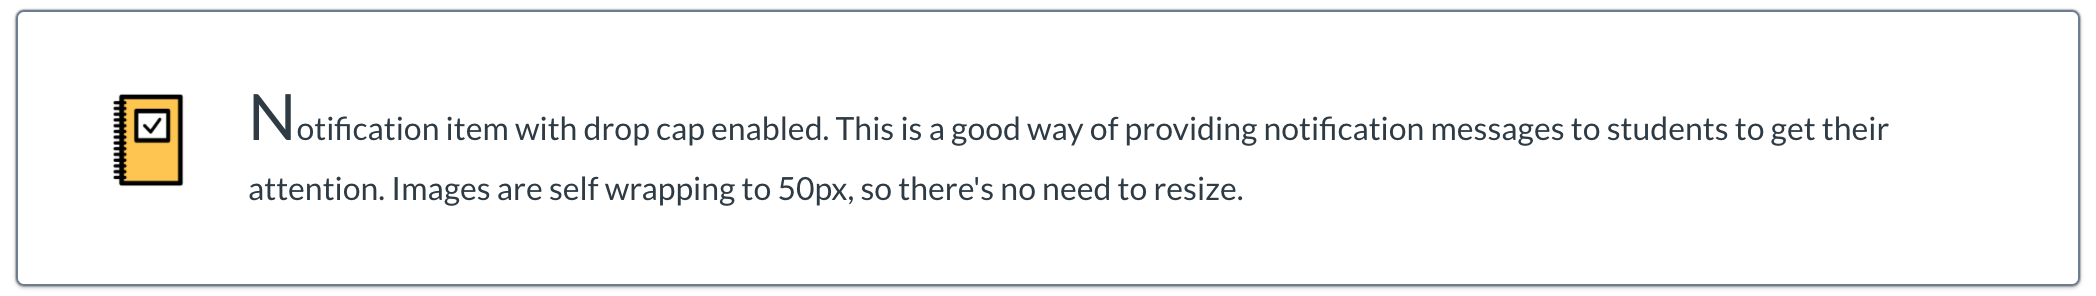 Notification item with drop cap enabled. This is a good way of providing notification messages to students to get their
attention. Images are self wrapping to 50px, so there's no need to resize.